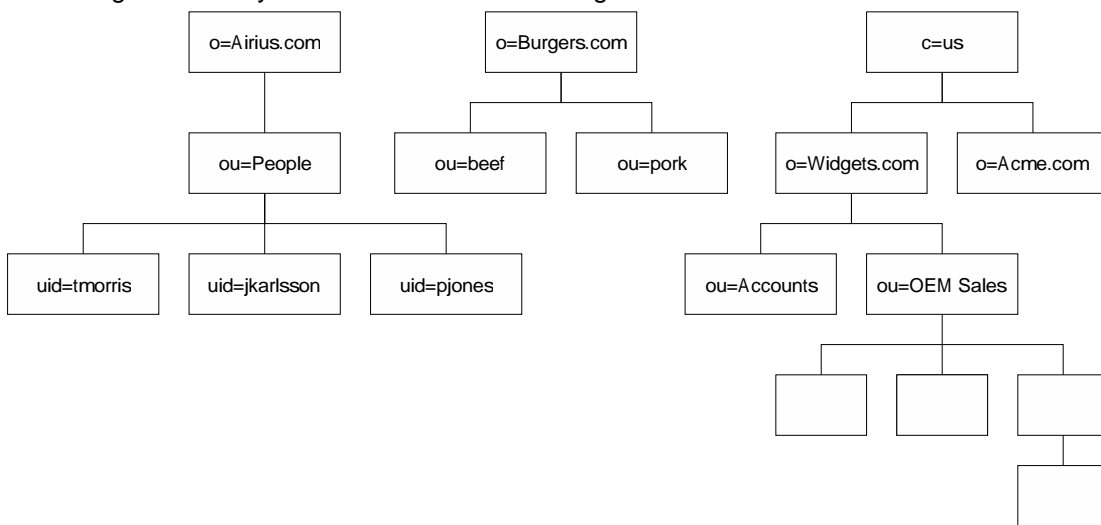 o=Airius.com
o=Burgers.com
c=us
ou=People
ou=beef
ou=pork
o=Widgets.com
o=Acme.com
uid=tmorris
uid=jkarlsson
uid=pjones
ou=Accounts
ou=OEM Sales